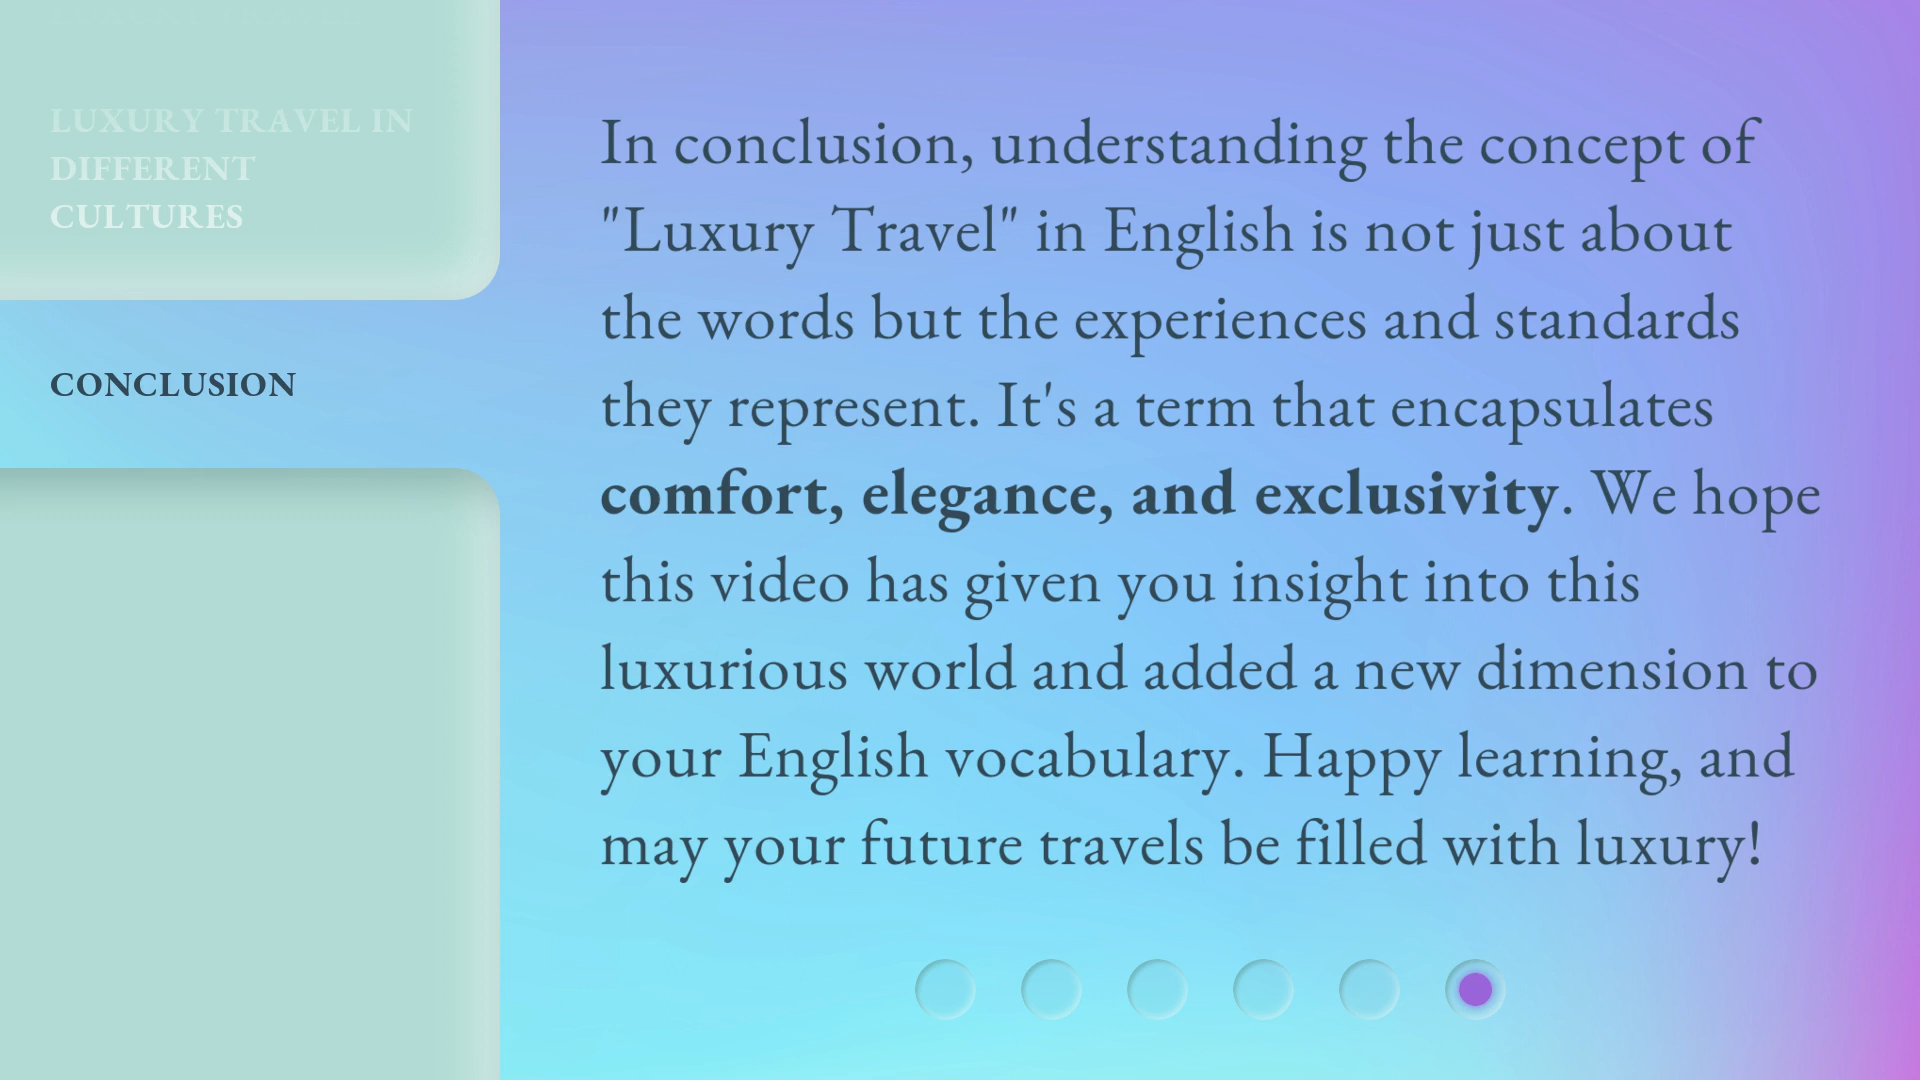 LUXURY TRAVEL IN
DIFFERENT
CULTURES
CONCLUSION
In conclusion, understanding the concept of
"Luxury Travel" in English is not just about
the words but the experiences and standards
they represent. It's a term that encapsulates
comfort, elegance, and exclusivity. We hope
this video has given you insight into this
luxurious world and added a new dimension to
your English vocabulary. Happy learning, and
may your future travels be filled with luxury!